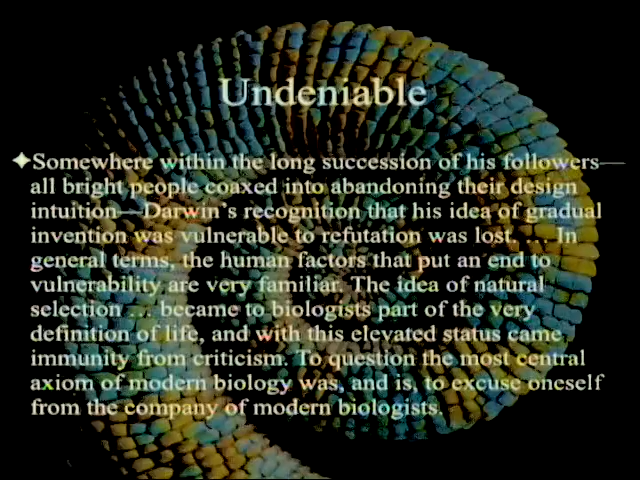 Undeniable
✦Somewhere within the long succession of his followers—
all bright people coaxed into abandoning their design
intuition—Darwin's recognition that his idea of gradual
invention was vulnerable to refutation was lost. … In
general terms, the human factors that put an end to
vulnerability are very familiar. The idea of natural
selection … became to biologists part of the very
definition of life, and with this elevated status came
immunity from criticism. To question the most central
axiom of modern biology was, and is, to excuse oneself
from the company of modern biologists.